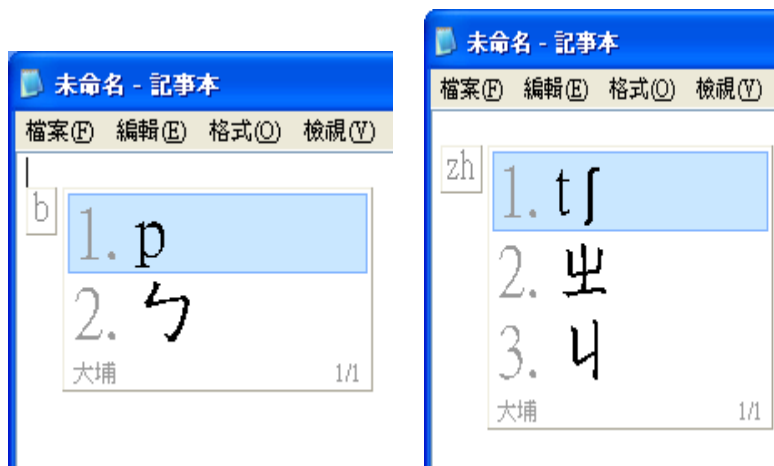 未命名 - 記事本
檔案(F) 編輯(E) 格式(O) 檢視(V)
b
1. p
2. ㄅ
大埔 1/1
未命名 - 記事本
檔案(F) 編輯(E) 格式(O) 檢視(V)
zh
1. tʃ
2. ㄓ
3. ㄐ
大埔 1/1